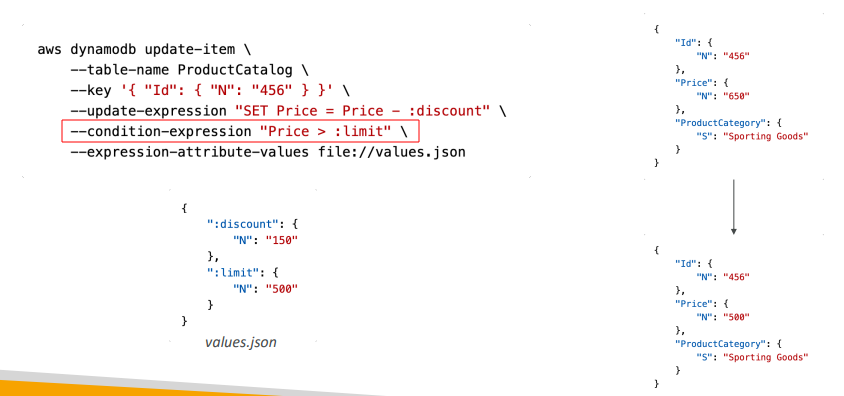 aws dynamodb update-item \
    --table-name ProductCatalog \
    --key '{ "Id": { "N": "456" } }' \
    --update-expression "SET Price = Price - :discount" \
    --condition-expression "Price > :limit" \
    --expression-attribute-values file://values.json
{
    ":discount": {
        "N": "150"
    },
    ":limit": {
        "N": "500"
    }
}
values.json
{
    "Id": {
        "N": "456"
    },
    "Price": {
        "N": "650"
    },
    "ProductCategory": {
        "S": "Sporting Goods"
    }
}
{
    "Id": {
        "N": "456"
    },
    "Price": {
        "N": "500"
    },
    "ProductCategory": {
        "S": "Sporting Goods"
    }
}